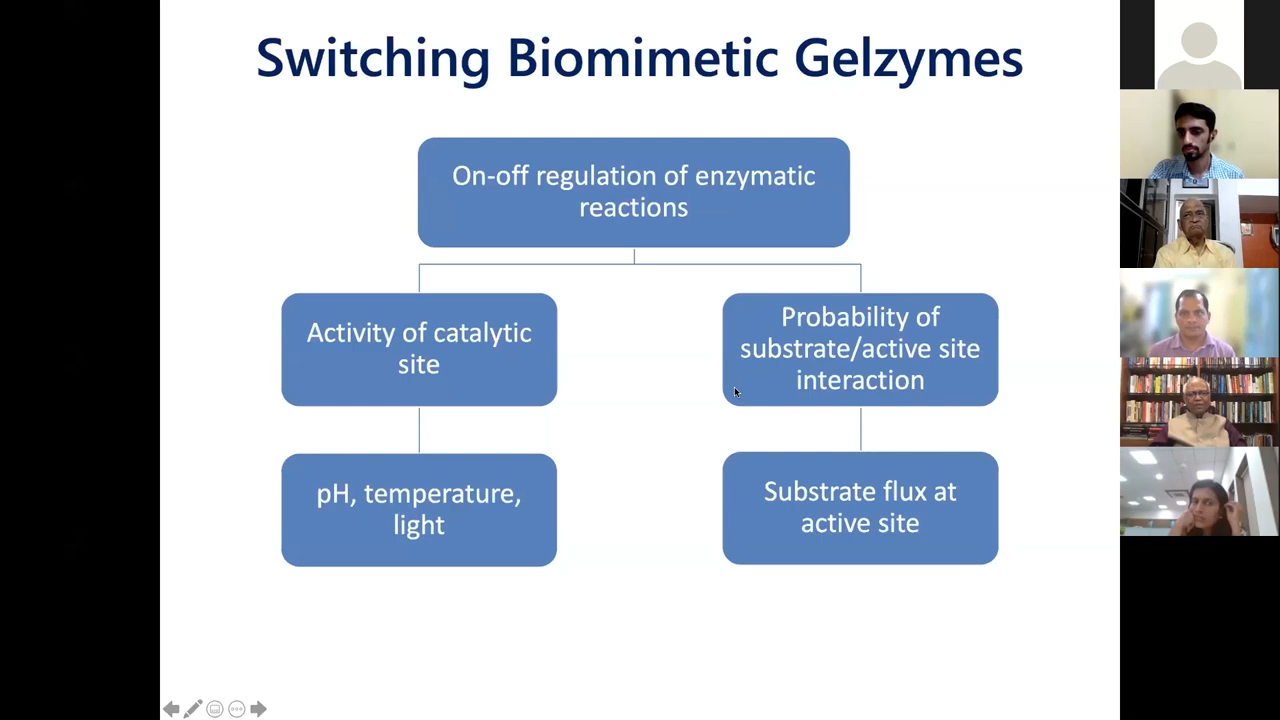 Switching Biomimetic Gelzymes
On-off regulation of enzymatic
reactions
Activity of catalytic
site
Probability of
substrate/active site
interaction
pH, temperature,
light
Substrate flux at
active site